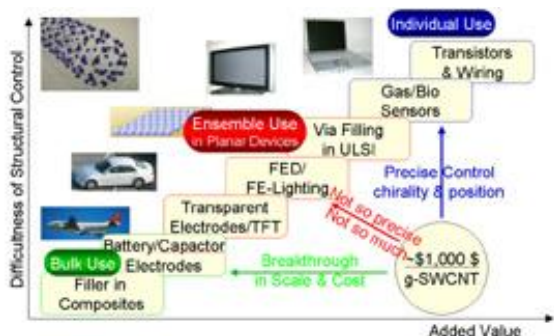 Individual Use
Transistors
& Wiring
Gas/Bio
Sensors
Ensemble Use
in Planar Devices
Via Filling
in ULSI
FED/
FE-Lighting
Precise Control
chirality & position
Transparent
Electrodes/TFT
Not so precise
Not so much
Battery/Capactor
Electrodes
Bulk Use
Filler in
Composites
Breakthrough
in Scale & Cost
~$1,000 $
g-SWCNT
Difficultness of Structural Control
Added Value